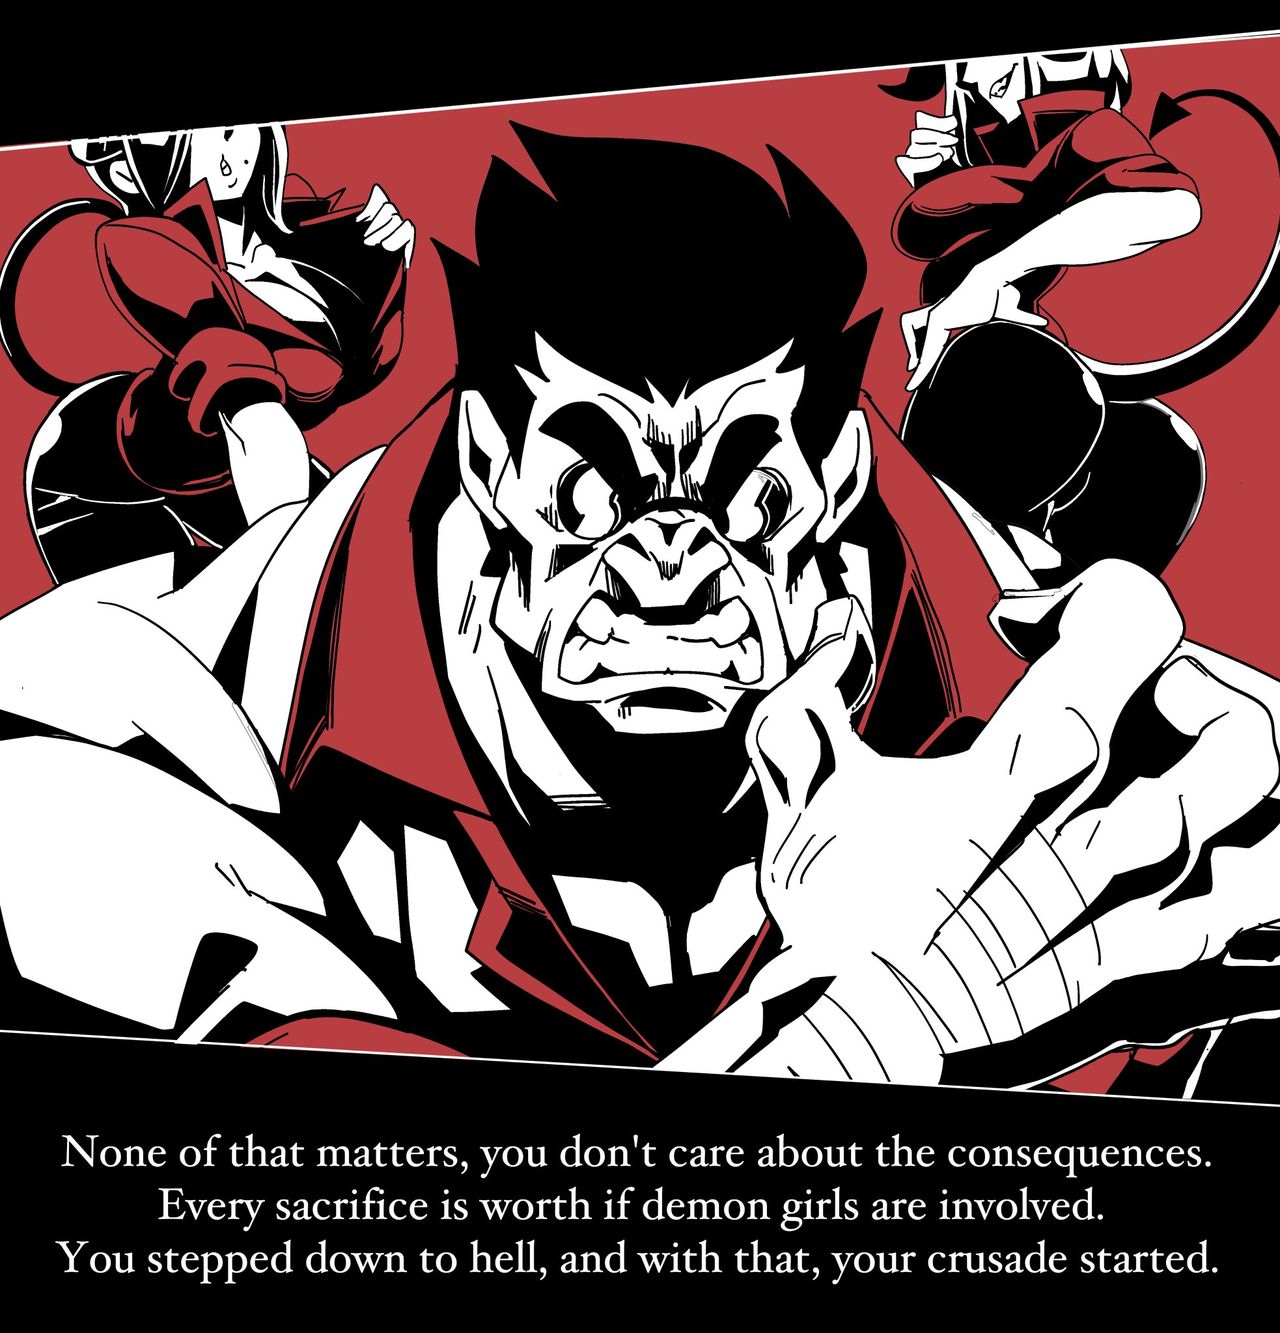 None of that matters, you don't care about the consequences.
Every sacrifice is worth if demon girls are involved.
You stepped down to hell, and with that, your crusade started.